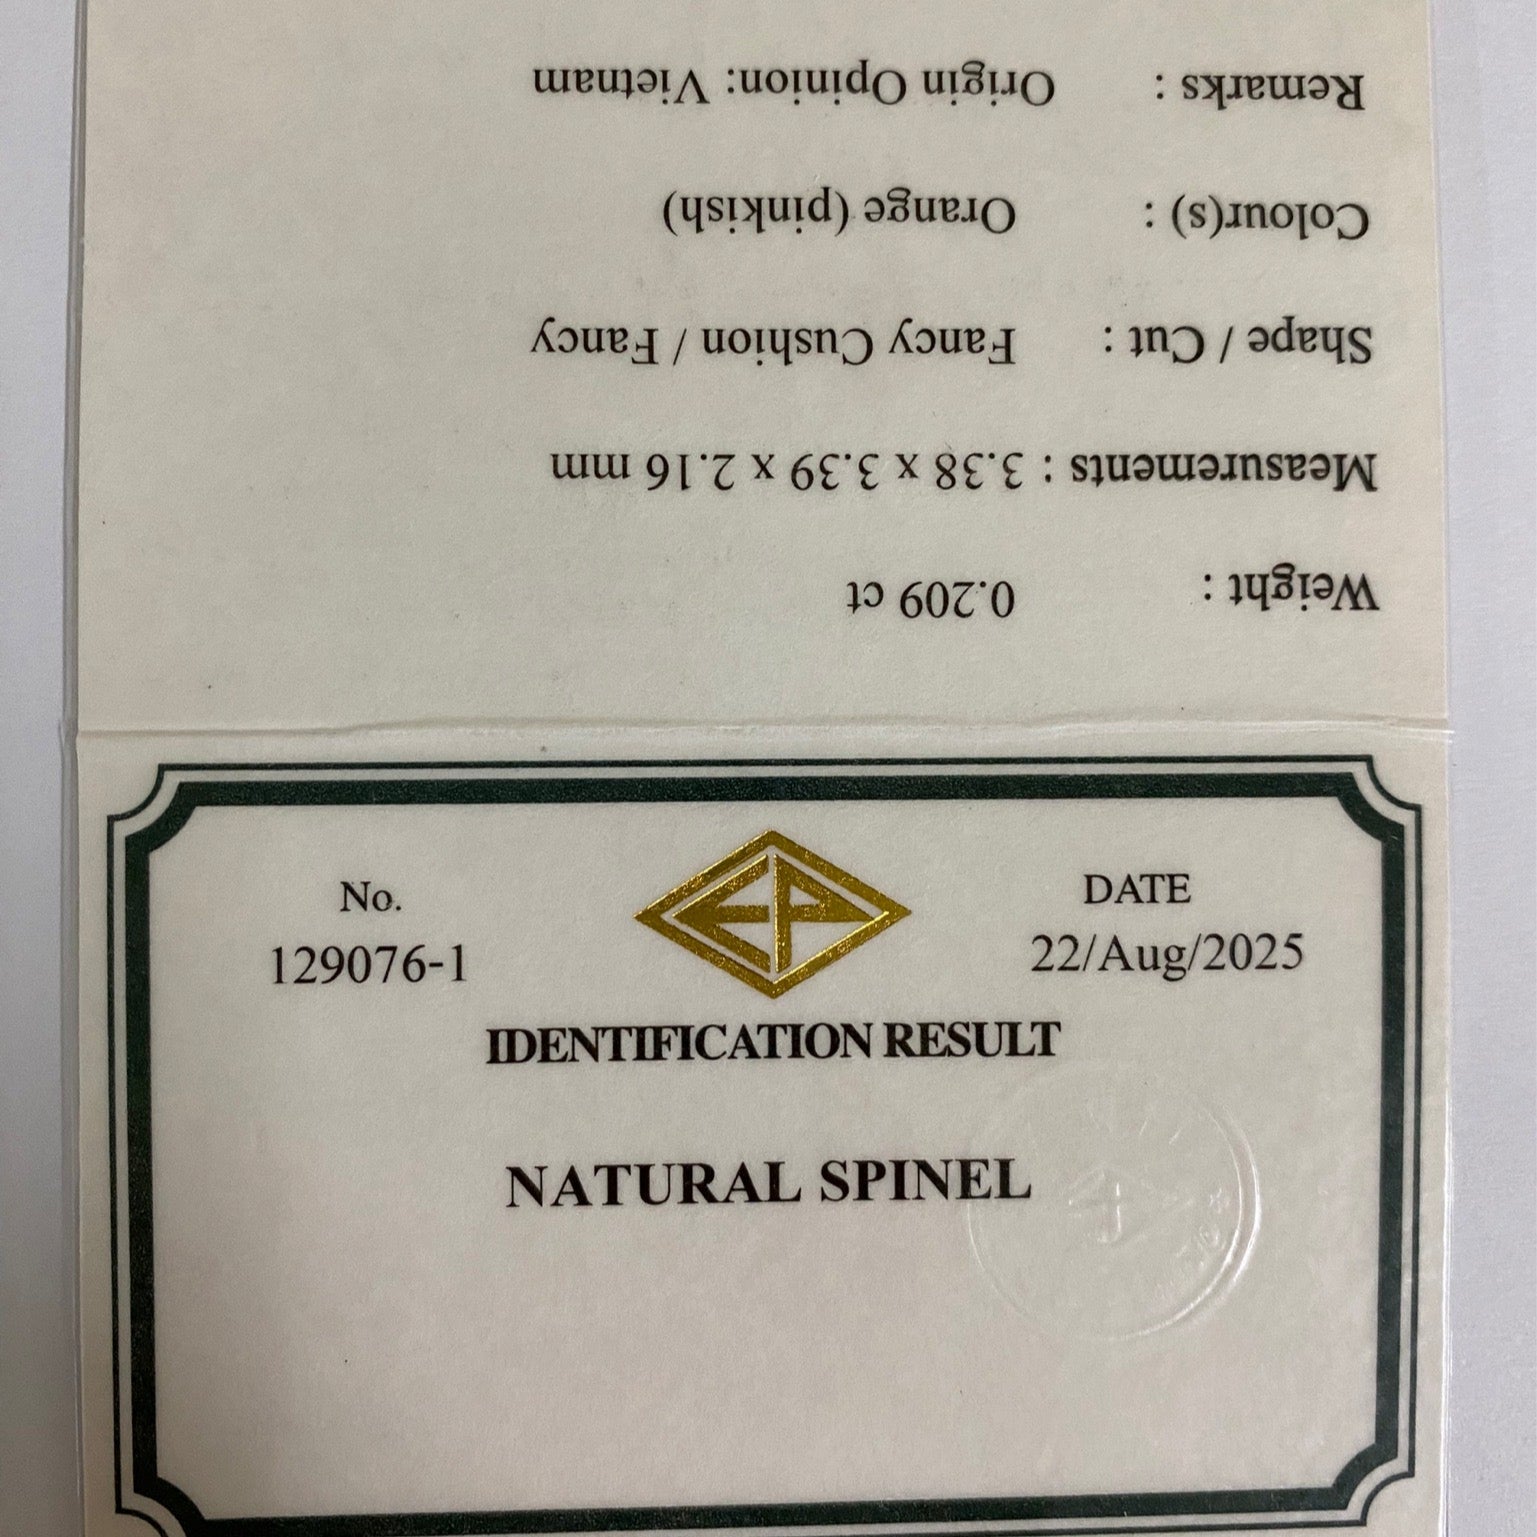 Weight : 0.209 ct
Measurements : 3.38 x 3.39 x 2.16 mm
Shape / Cut : Fancy Cushion / Fancy
Colour(s) : Orange (pinkish)
Remarks : Origin Opinion: Vietnam
No.
129076-1
EP
DATE
22/Aug/2025
IDENTIFICATION RESULT
NATURAL SPINEL